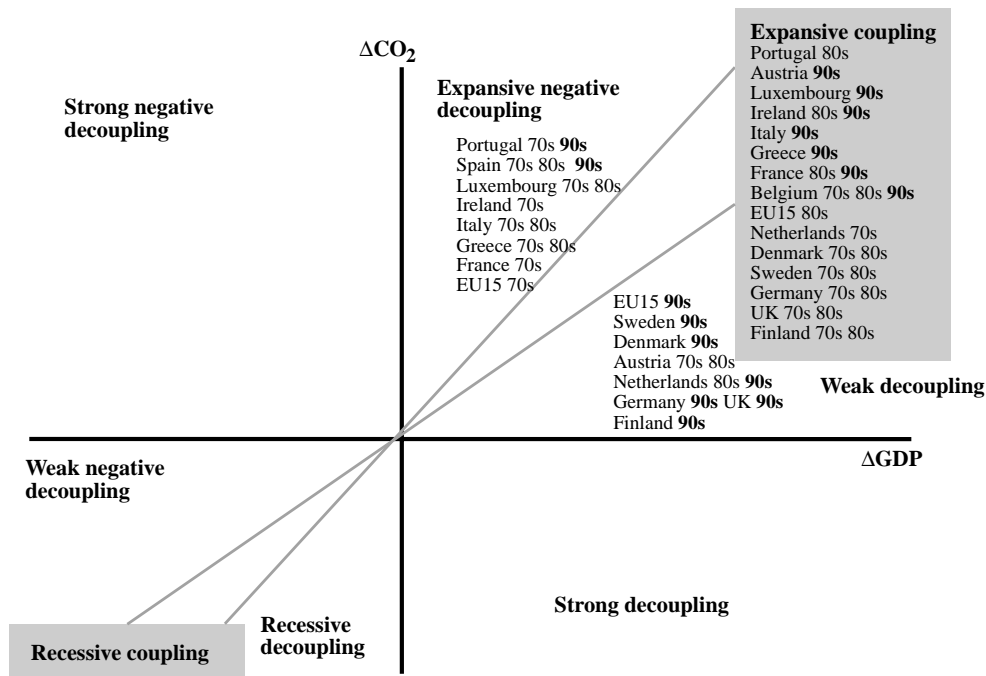 ΔCO₂
Strong negative
decoupling
Expansive negative
decoupling
Portugal 70s 90s
Spain 70s 80s 90s
Luxembourg 70s 80s
Ireland 70s
Italy 70s 80s
Greece 70s 80s
France 70s
EU15 70s
Expansive coupling
Portugal 80s
Austria 90s
Luxembourg 90s
Ireland 80s 90s
Italy 90s
Greece 90s
France 80s 90s
Belgium 70s 80s 90s
EU15 80s
Netherlands 70s
Denmark 70s 80s
Sweden 70s 80s
Germany 70s 80s
UK 70s 80s
Finland 70s 80s
EU15 90s
Sweden 90s
Denmark 90s
Austria 70s 80s
Netherlands 80s 90s
Germany 90s UK 90s
Finland 90s
Weak decoupling
ΔGDP
Weak negative
decoupling
Recessive coupling
Recessive
decoupling
Strong decoupling